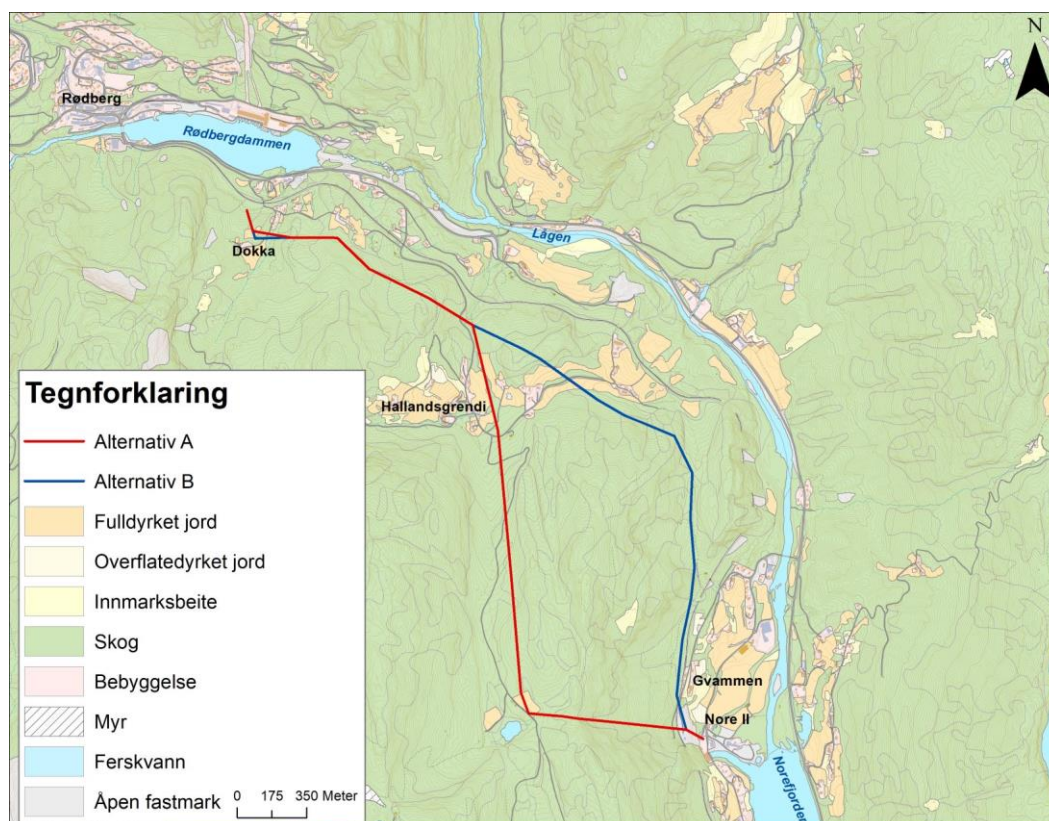 N
Rødberg
Rødbergdammen
Lågen
Dokka
Hallandsgrendi
Gvammen
Nore II
Norefjorden
Tegnforklaring
Alternativ A
Alternativ B
Fulldyrket jord
Overflatedyrket jord
Innmarksbeite
Skog
Bebyggelse
Myr
Ferskvann
Åpen fastmark
0 175 350 Meter